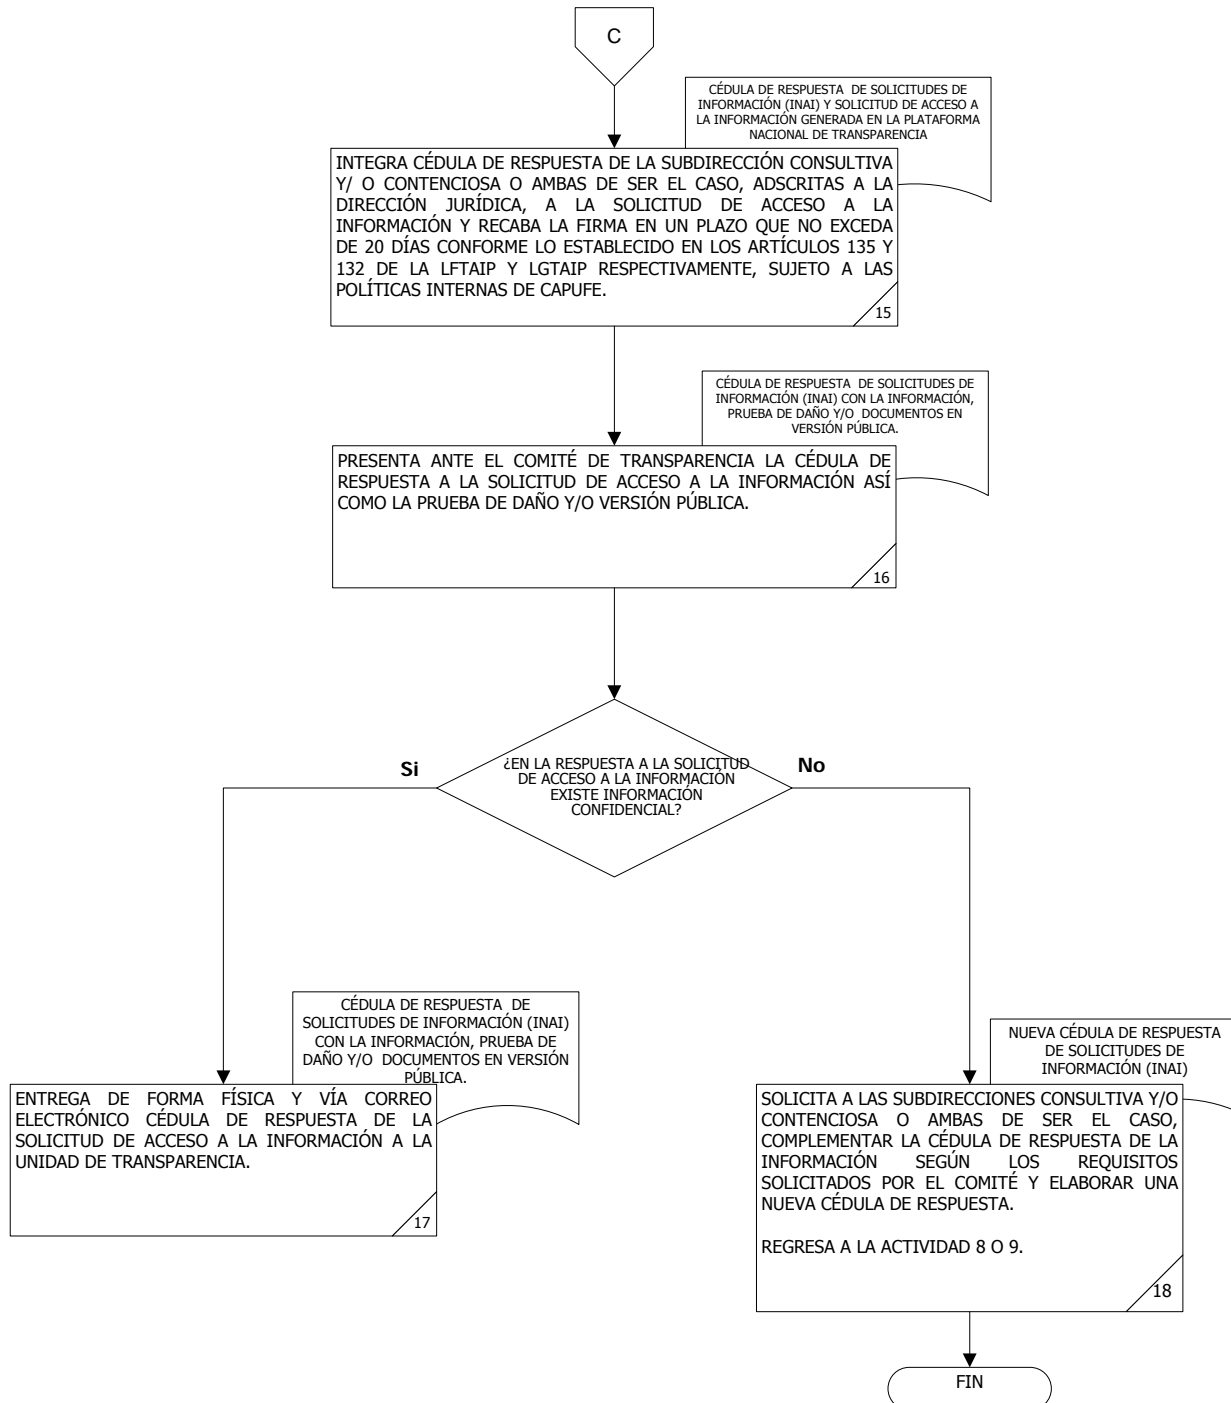 C
CÉDULA DE RESPUESTA DE SOLICITUDES DE
INFORMACIÓN (INAI) Y SOLICITUD DE ACCESO A
LA INFORMACIÓN GENERADA EN LA PLATAFORMA
NACIONAL DE TRANSPARENCIA
INTEGRA CÉDULA DE RESPUESTA DE LA SUBDIRECCIÓN CONSULTIVA
Y/ O CONTENCIOSA O AMBAS DE SER EL CASO, ADSCRITAS A LA
DIRECCIÓN JURÍDICA, A LA SOLICITUD DE ACCESO A LA
INFORMACIÓN Y RECABA LA FIRMA EN UN PLAZO QUE NO EXCEDA
DE 20 DÍAS CONFORME LO ESTABLECIDO EN LOS ARTÍCULOS 135 Y
132 DE LA LFTAIP Y LGTAIP RESPECTIVAMENTE, SUJETO A LAS
POLÍTICAS INTERNAS DE CAPUFE.
15
CÉDULA DE RESPUESTA DE SOLICITUDES DE
INFORMACIÓN (INAI) CON LA INFORMACIÓN,
PRUEBA DE DAÑO Y/O DOCUMENTOS EN
VERSIÓN PÚBLICA.
PRESENTA ANTE EL COMITÉ DE TRANSPARENCIA LA CÉDULA DE
RESPUESTA A LA SOLICITUD DE ACCESO A LA INFORMACIÓN ASÍ
COMO LA PRUEBA DE DAÑO Y/O VERSIÓN PÚBLICA.
16
¿EN LA RESPUESTA A LA SOLICITUD
DE ACCESO A LA INFORMACIÓN
EXISTE INFORMACIÓN
CONFIDENCIAL?
Si
No
CÉDULA DE RESPUESTA DE
SOLICITUDES DE INFORMACIÓN (INAI)
CON LA INFORMACIÓN, PRUEBA DE
DAÑO Y/O DOCUMENTOS EN VERSIÓN
PÚBLICA.
ENTREGA DE FORMA FÍSICA Y VÍA CORREO
ELECTRÓNICO CÉDULA DE RESPUESTA DE LA
SOLICITUD DE ACCESO A LA INFORMACIÓN A LA
UNIDAD DE TRANSPARENCIA.
17
NUEVA CÉDULA DE RESPUESTA
DE SOLICITUDES DE
INFORMACIÓN (INAI)
SOLICITA A LAS SUBDIRECCIONES CONSULTIVA Y/O
CONTENCIOSA O AMBAS DE SER EL CASO,
COMPLEMENTAR LA CÉDULA DE RESPUESTA DE LA
INFORMACIÓN SEGÚN LOS REQUISITOS
SOLICITADOS POR EL COMITÉ Y ELABORAR UNA
NUEVA CÉDULA DE RESPUESTA.
REGRESA A LA ACTIVIDAD 8 O 9.
18
FIN